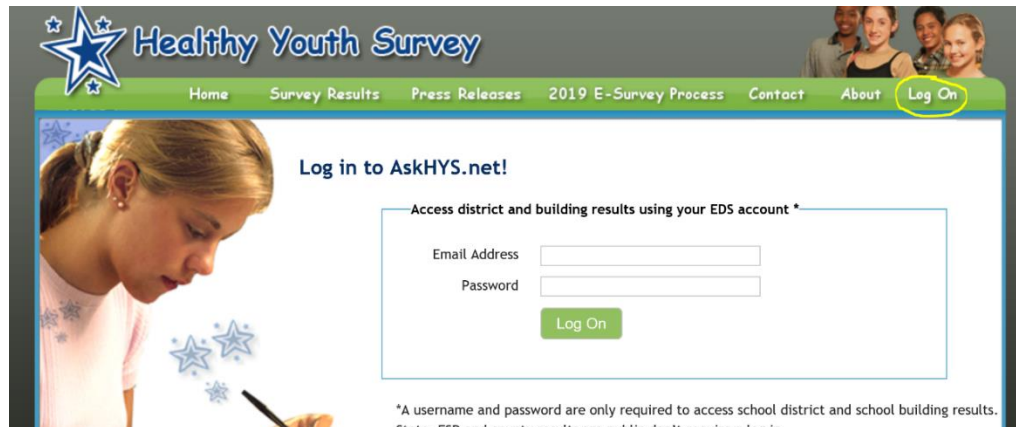 Healthy Youth Survey
Home Survey Results Press Releases 2019 E-Survey Process Contact About Log On
Log in to AskHYS.net!
Access district and building results using your EDS account *
Email Address
Password
Log On
*A username and password are only required to access school district and school building results.